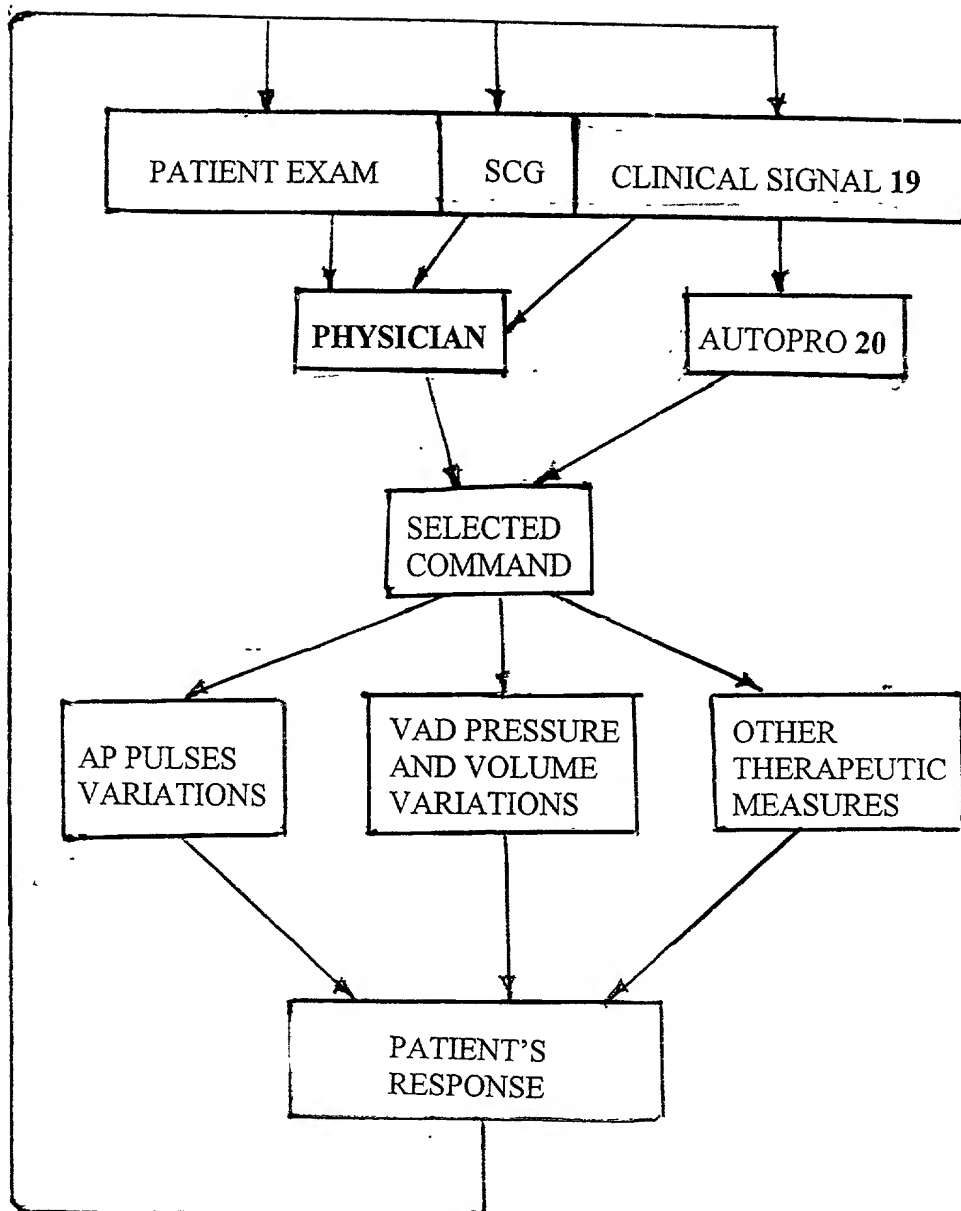 PATIENT EXAM
SCG
CLINICAL SIGNAL 19
PHYSICIAN
AUTOPRO 20
SELECTED
COMMAND
AP PULSES
VARIATIONS
VAD PRESSURE
AND VOLUME
VARIATIONS
OTHER
THERAPEUTIC
MEASURES
PATIENT'S
RESPONSE